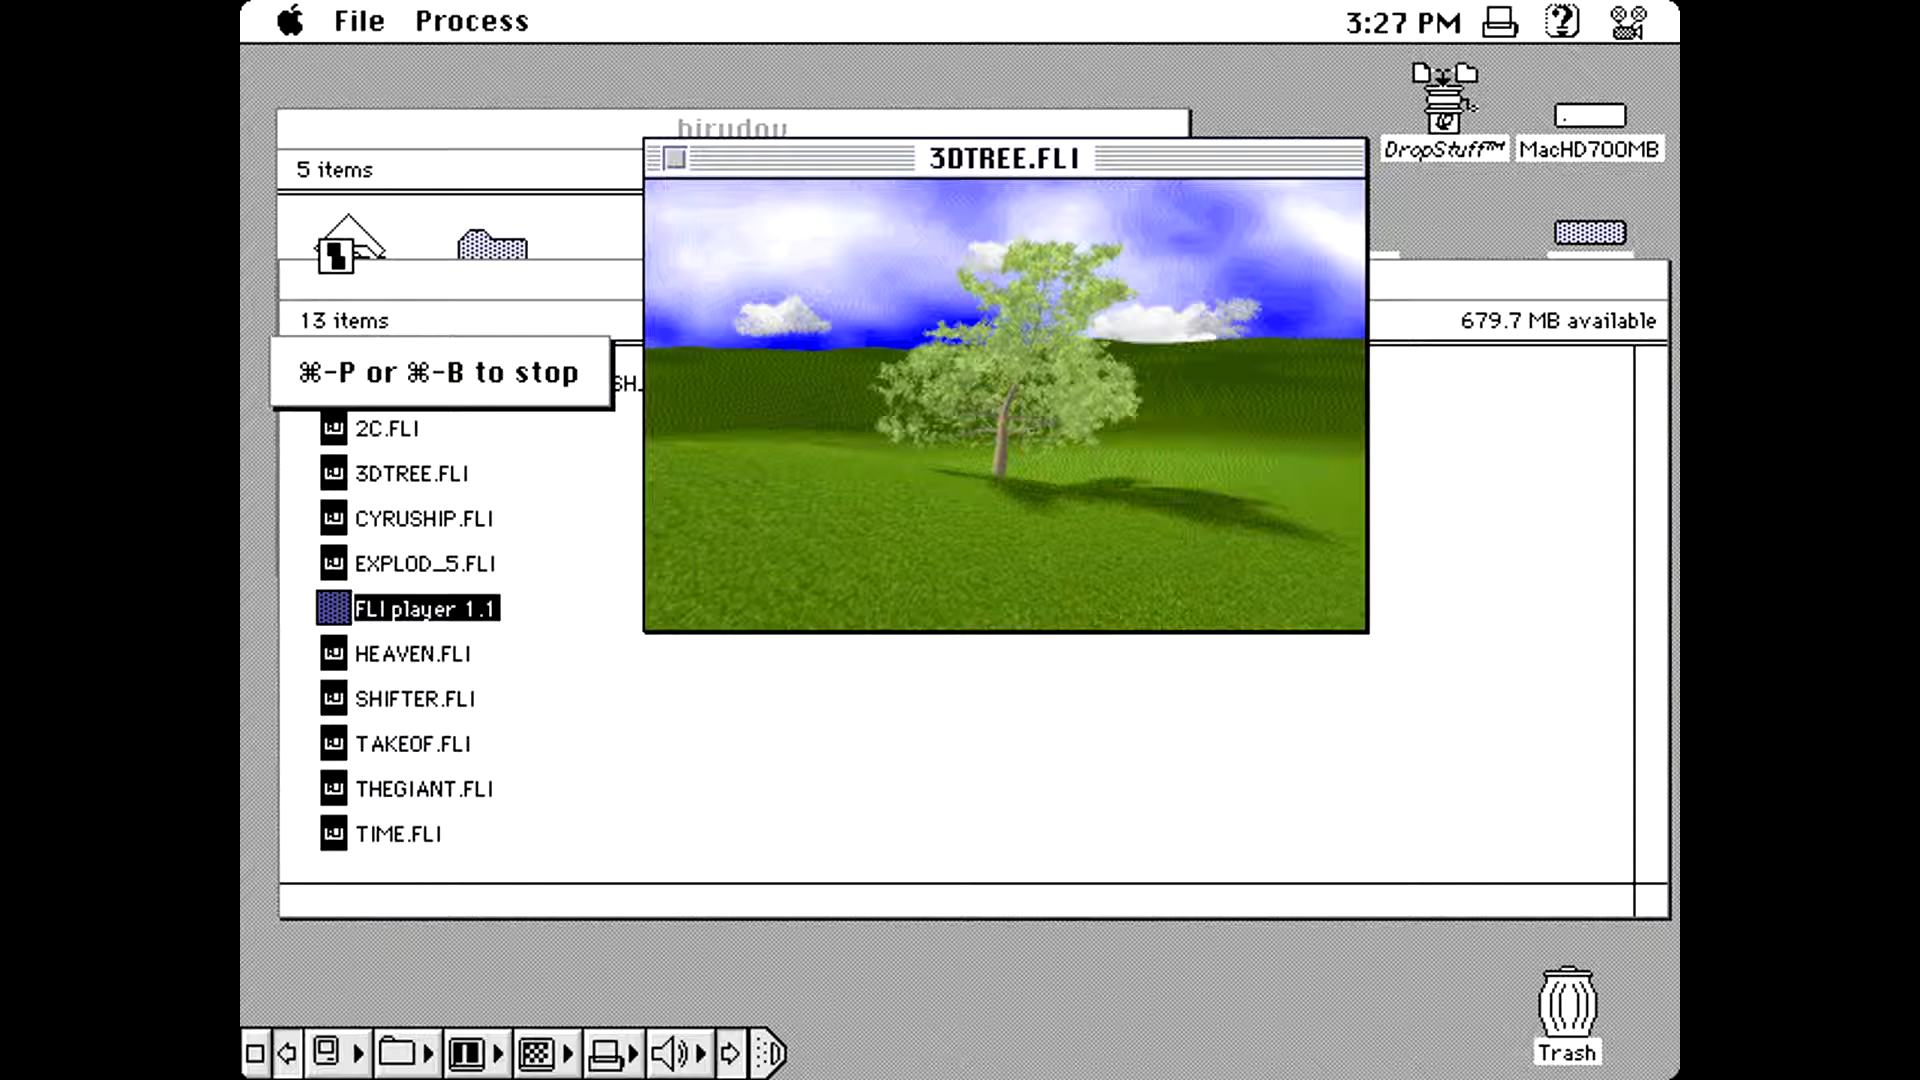 File Process
3:27 PM
hirudou
5 items
3DTREE.FLI
DropStuff™
MacHD700MB
13 items
679.7 MB available
⌘-P or ⌘-B to stop
SH.
2C.FLI
3DTREE.FLI
CYRUSHIP.FLI
EXPLOD_5.FLI
FLI player 1.1
HEAVEN.FLI
SHIFTER.FLI
TAKEOF.FLI
THEGIANT.FLI
TIME.FLI
Trash